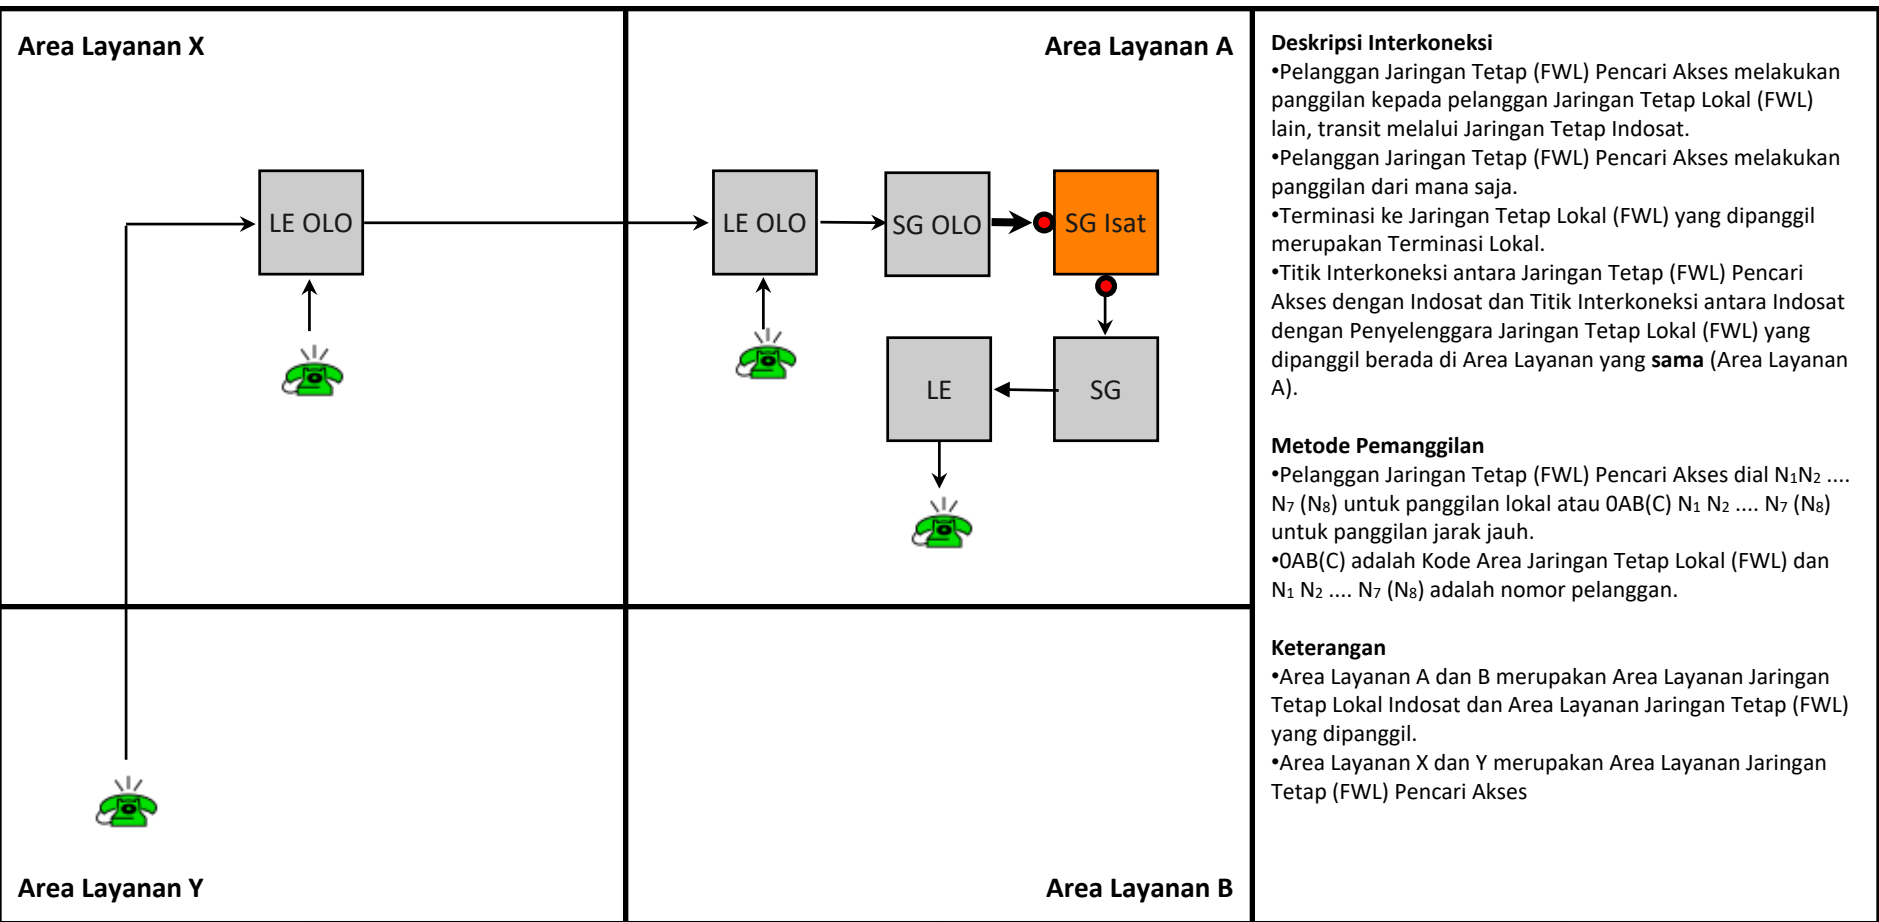 Area Layanan X
Area Layanan A
LE OLO
LE OLO
SG OLO
SG Isat
LE
SG
Area Layanan Y
Area Layanan B
Deskripsi Interkoneksi
•Pelanggan Jaringan Tetap (FWL) Pencari Akses melakukan
panggilan kepada pelanggan Jaringan Tetap Lokal (FWL)
lain, transit melalui Jaringan Tetap Indosat.
•Pelanggan Jaringan Tetap (FWL) Pencari Akses melakukan
panggilan dari mana saja.
•Terminasi ke Jaringan Tetap Lokal (FWL) yang dipanggil
merupakan Terminasi Lokal.
•Titik Interkoneksi antara Jaringan Tetap (FWL) Pencari
Akses dengan Indosat dan Titik Interkoneksi antara Indosat
dengan Penyelenggara Jaringan Tetap Lokal (FWL) yang
dipanggil berada di Area Layanan yang sama (Area Layanan
A).
Metode Pemanggilan
•Pelanggan Jaringan Tetap (FWL) Pencari Akses dial N₁N₂ ....
N₇ (N₈) untuk panggilan lokal atau 0AB(C) N₁ N₂ .... N₇ (N₈)
untuk panggilan jarak jauh.
•0AB(C) adalah Kode Area Jaringan Tetap Lokal (FWL) dan
N₁ N₂ .... N₇ (N₈) adalah nomor pelanggan.
Keterangan
•Area Layanan A dan B merupakan Area Layanan Jaringan
Tetap Lokal Indosat dan Area Layanan Jaringan Tetap (FWL)
yang dipanggil.
•Area Layanan X dan Y merupakan Area Layanan Jaringan
Tetap (FWL) Pencari Akses